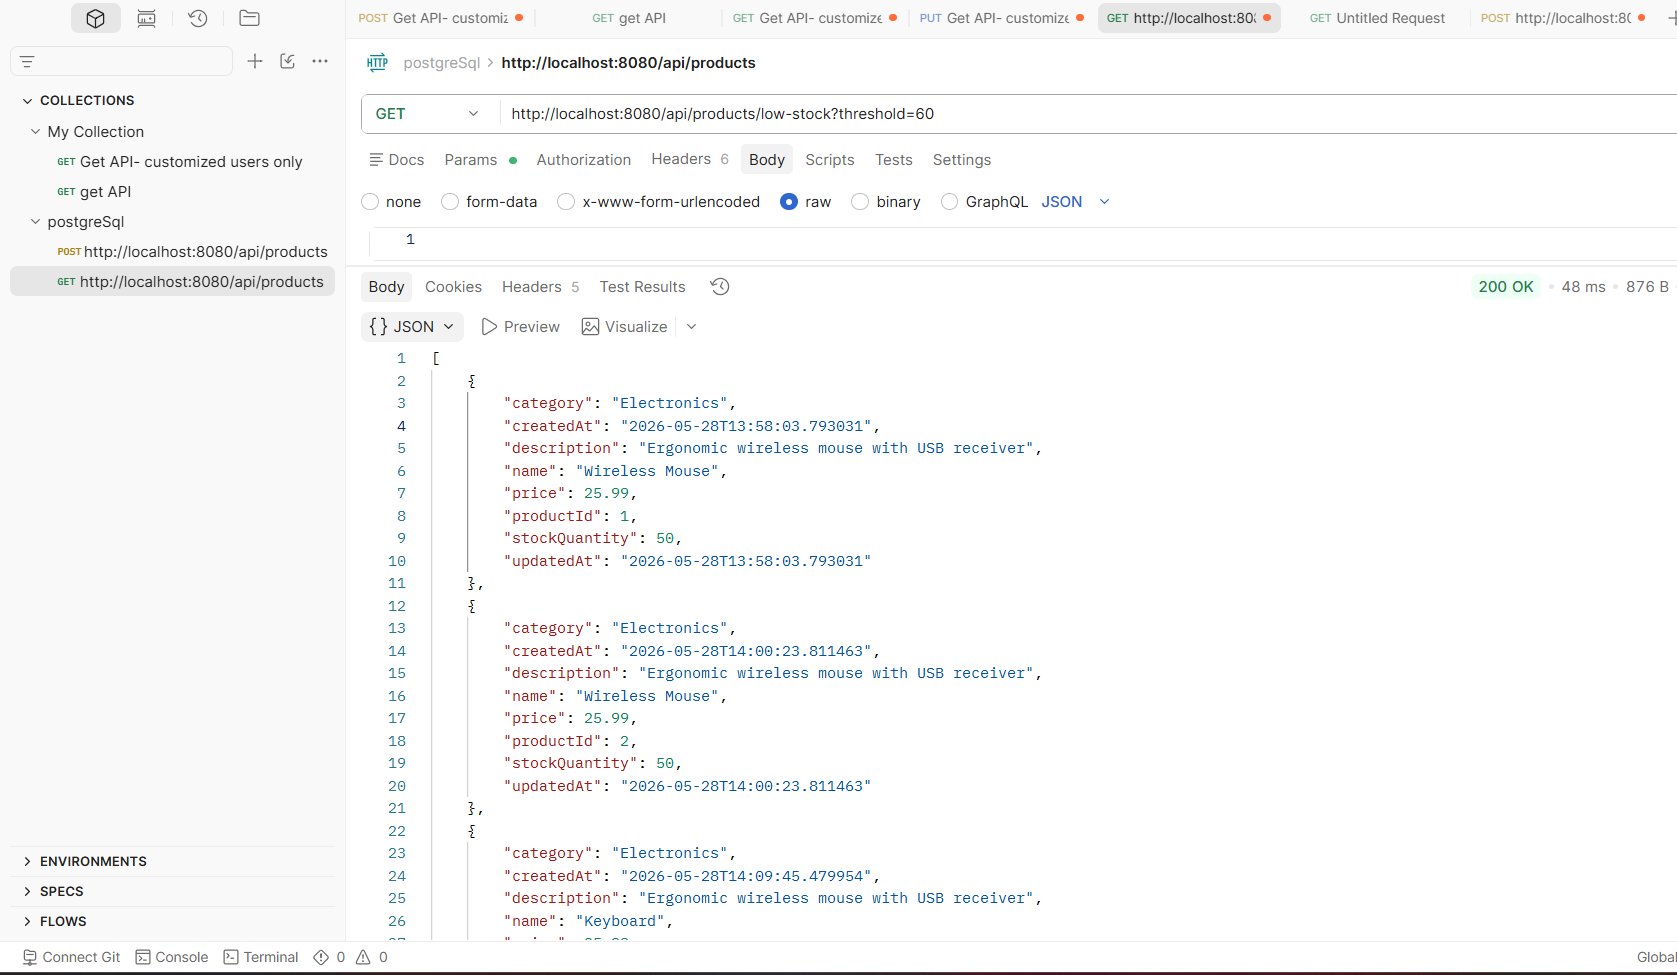 POST Get API- customiz
GET get API
GET Get API- customize
PUT Get API- customize
GET http://localhost:80
GET Untitled Request
POST http://localhost:80
COLLECTIONS
My Collection
GET Get API- customized users only
GET get API
postgreSql
POST http://localhost:8080/api/products
GET http://localhost:8080/api/products
ENVIRONMENTS
SPECS
FLOWS
HTTP postgreSql > http://localhost:8080/api/products
GET http://localhost:8080/api/products/low-stock?threshold=60
Docs Params Authorization Headers 6 Body Scripts Tests Settings
none form-data x-www-form-urlencoded raw binary GraphQL JSON
1
Body Cookies Headers 5 Test Results 200 OK 48 ms 876 B
{} JSON Preview Visualize
1 [
2 {
3 "category": "Electronics",
4 "createdAt": "2026-05-28T13:58:03.793031",
5 "description": "Ergonomic wireless mouse with USB receiver",
6 "name": "Wireless Mouse",
7 "price": 25.99,
8 "productId": 1,
9 "stockQuantity": 50,
10 "updatedAt": "2026-05-28T13:58:03.793031"
11 },
12 {
13 "category": "Electronics",
14 "createdAt": "2026-05-28T14:00:23.811463",
15 "description": "Ergonomic wireless mouse with USB receiver",
16 "name": "Wireless Mouse",
17 "price": 25.99,
18 "productId": 2,
19 "stockQuantity": 50,
20 "updatedAt": "2026-05-28T14:00:23.811463"
21 },
22 {
23 "category": "Electronics",
24 "createdAt": "2026-05-28T14:09:45.479954",
25 "description": "Ergonomic wireless mouse with USB receiver",
26 "name": "Keyboard",
Connect Git Console Terminal 0 0 Global